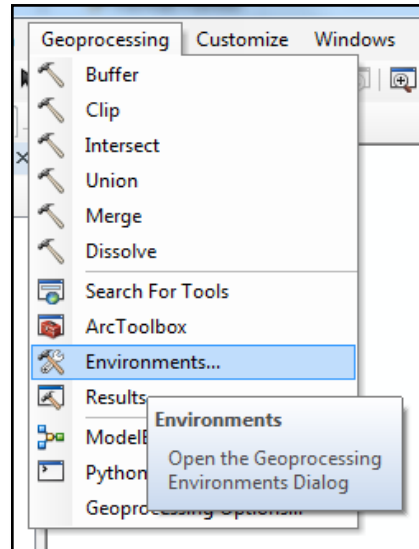 Geoprocessing Customize Windows
Buffer
Clip
Intersect
Union
Merge
Dissolve
Search For Tools
ArcToolbox
Environments...
Results
Environments
Open the Geoprocessing
Environments Dialog
Python
Options...